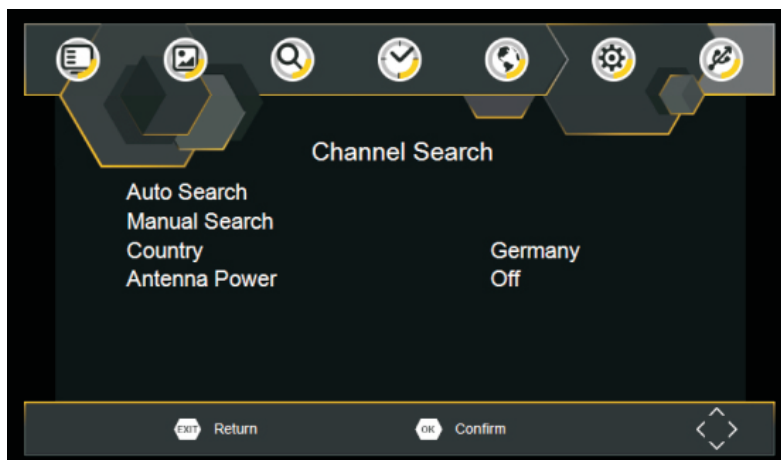 Channel Search
Auto Search
Manual Search
Country Germany
Antenna Power Off
EXIT Return OK Confirm